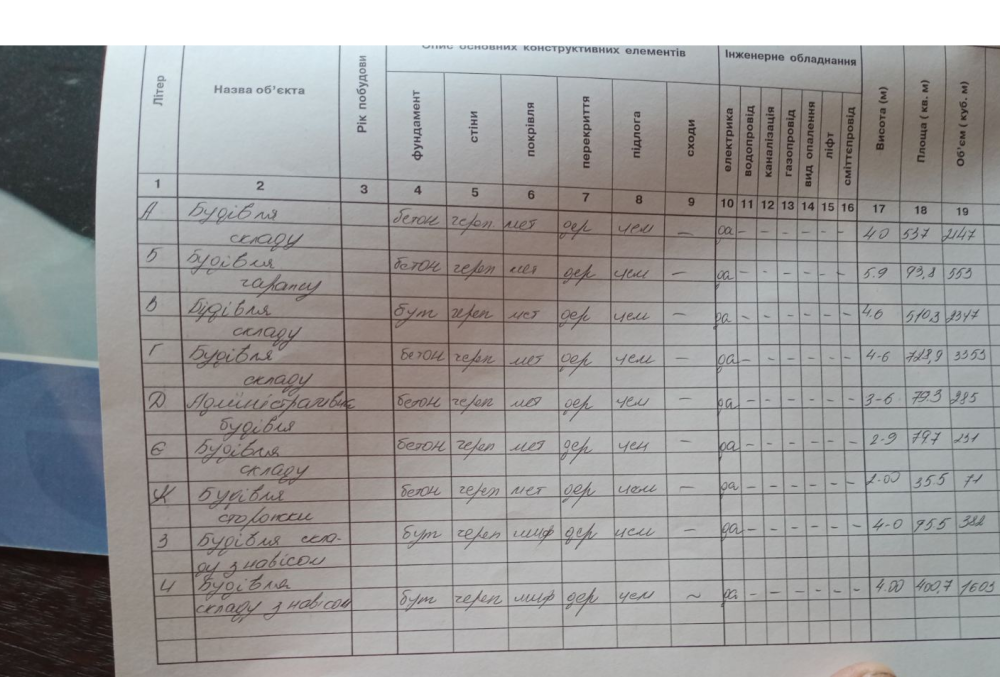 Опис основних конструктивних елементів Інженерне обладнання
Літер Назва об'єкта Рік побудови фундамент стіни покрівля перекриття підлога сходи електрика водопровід каналізація газопровід вид опалення ліфт сміттєпровід Висота (м) Площа ( кв. м) Об'єм ( куб. м)
1 2 3 4 5 6 7 8 9 10 11 12 13 14 15 16 17 18 19
А Будівля бетон череп мет дер цем — да - - - - - -
складу 4.0 537 2147
Б Будівля бетон череп мет дер цем — да - - - - - - 5.9 93,8 553
гаражу
В Будівля бут череп мет дер цем — да - - - - - - 4.6 510,3 2347
складу
Г Будівля бетон череп мет дер цем — да - - - - - - 4-6 728,9 3353
складу
Д Адміністративна бетон череп мет дер цем — да - - - - - - 3-6 79.3 285
будівля
Є Будівля бетон череп мет дер цем — да - - - - - - 2-9 79.7 231
складу
Ж Будівля бетон череп мет дер цем — да - - - - - - 2.00 35.5 71
сторожки
З Будівля скла- бут череп шиф дер цем — да - - - - - - 4-0 95.5 382
ду з навісом
И Будівля
складу з навісом бут череп шиф дер цем ~ да - - - - - - 4.00 400,7 1603